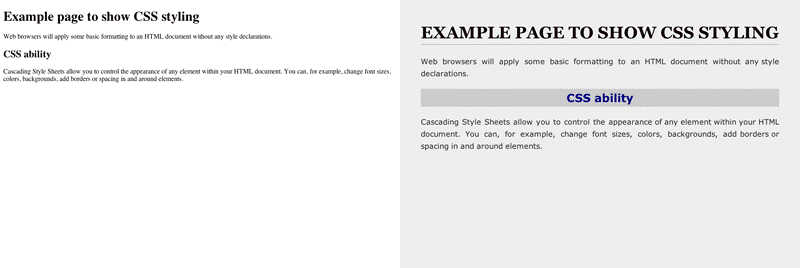 Example page to show CSS styling
Web browsers will apply some basic formatting to an HTML document without any style declarations.
CSS ability
Cascading Style Sheets allow you to control the appearance of any element within your HTML document. You can, for example, change font sizes,
colors, backgrounds, add borders or spacing in and around elements.
EXAMPLE PAGE TO SHOW CSS STYLING
Web browsers will apply some basic formatting to an HTML document without any style
declarations.
CSS ability
Cascading Style Sheets allow you to control the appearance of any element within your HTML
document. You can, for example, change font sizes, colors, backgrounds, add borders or
spacing in and around elements.